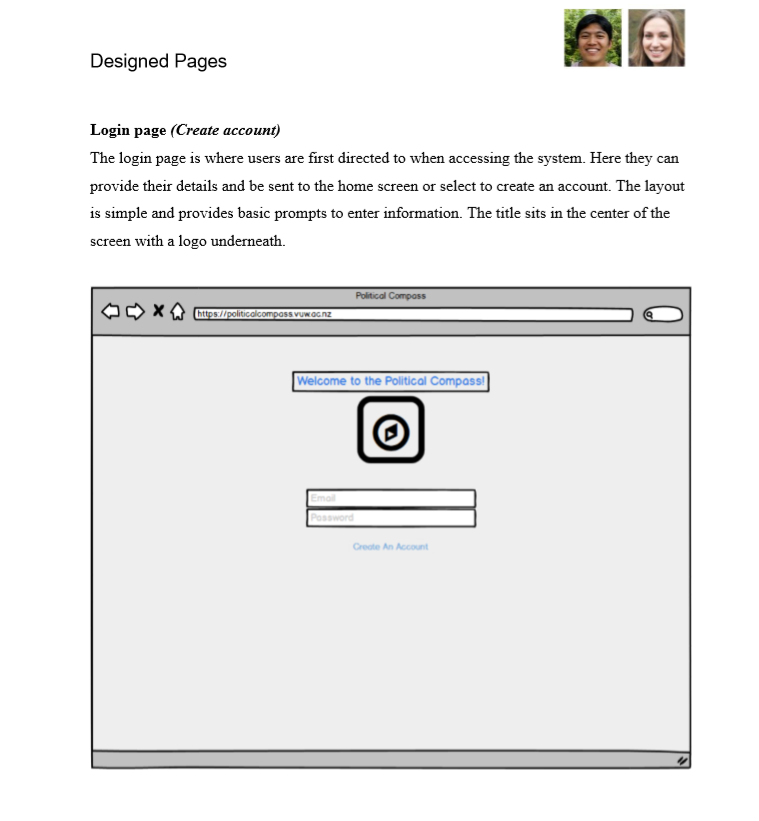 Designed Pages
Login page (Create account)
The login page is where users are first directed to when accessing the system. Here they can
provide their details and be sent to the home screen or select to create an account. The layout
is simple and provides basic prompts to enter information. The title sits in the center of the
screen with a logo underneath.
Political Compass
https://politicalcompass.vuw.ac.nz
Welcome to the Political Compass!
Email
Password
Create An Account